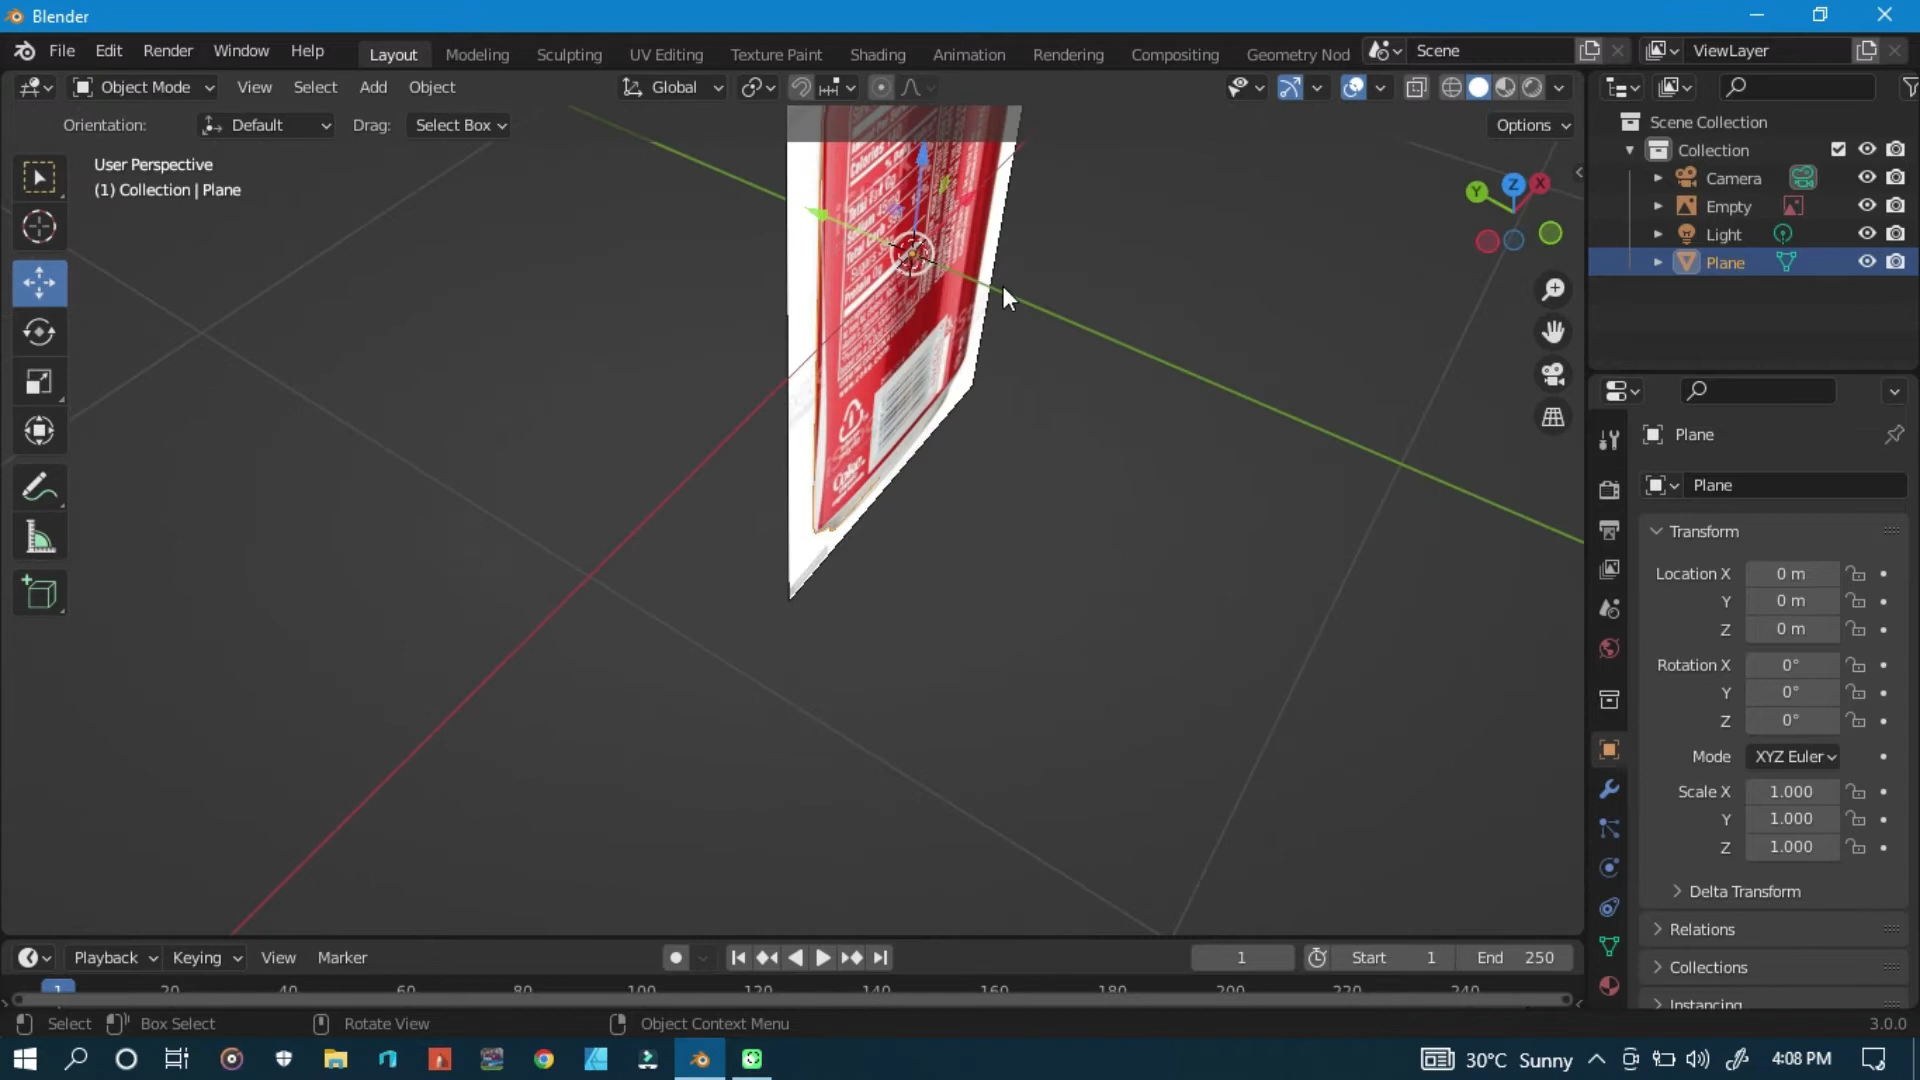 Blender
File Edit Render Window Help Layout Modeling Sculpting UV Editing Texture Paint Shading Animation Rendering Compositing Geometry Nod Scene ViewLayer
Object Mode View Select Add Object Global
Orientation: Default Drag: Select Box Options
User Perspective
(1) Collection | Plane
Scene Collection
Collection
Camera
Empty
Light
Plane
Z
X
Y
Calories
Protein 0g
Coke
Plane
Plane
Transform
Location X 0 m
Y 0 m
Z 0 m
Rotation X 0°
Y 0°
Z 0°
Mode XYZ Euler
Scale X 1.000
Y 1.000
Z 1.000
Delta Transform
Relations
Collections
Instancing
Playback Keying View Marker 1 Start 1 End 250
1 20 40 60 80 100 120 140 160 180 200 220 240
Select Box Select Rotate View Object Context Menu 3.0.0
30°C Sunny 4:08 PM